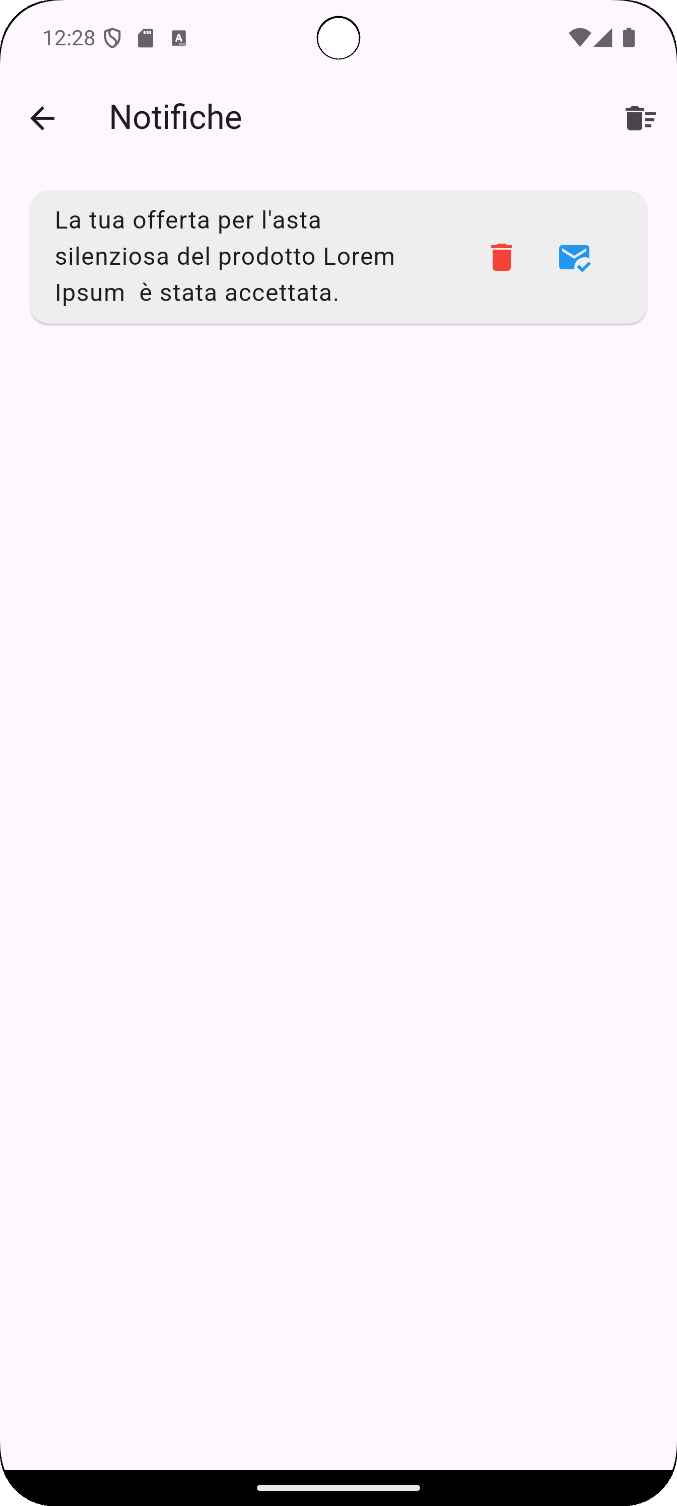 12:28
Notifiche
La tua offerta per l'asta
silenziosa del prodotto Lorem
Ipsum  è stata accettata.